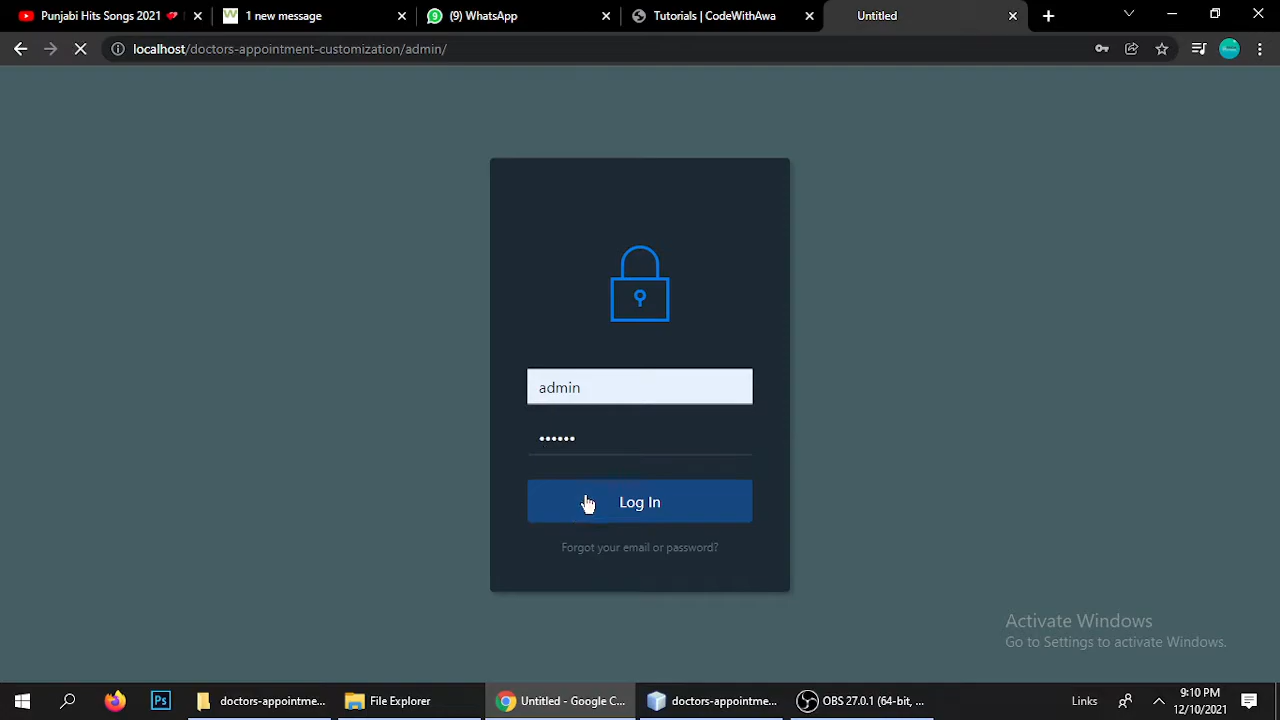 Punjabi Hits Songs 2021
1 new message
(9) WhatsApp
Tutorials | CodeWithAwa
Untitled
localhost/doctors-appointment-customization/admin/
admin
••••••
Log In
Forgot your email or password?
Activate Windows
Go to Settings to activate Windows.
Ps
doctors-appointme...
File Explorer
Untitled - Google C...
doctors-appointme...
OBS 27.0.1 (64-bit, ...
Links
9:10 PM
12/10/2021